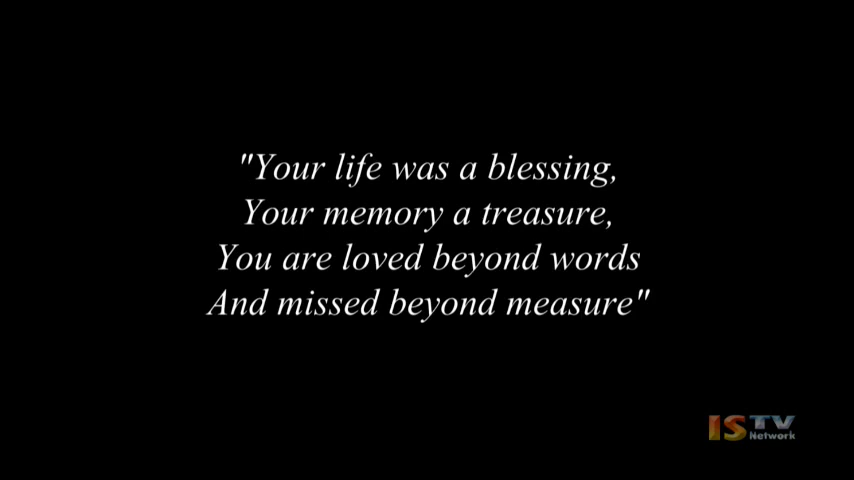 "Your life was a blessing,
Your memory a treasure,
You are loved beyond words
And missed beyond measure"
ISTV
Network